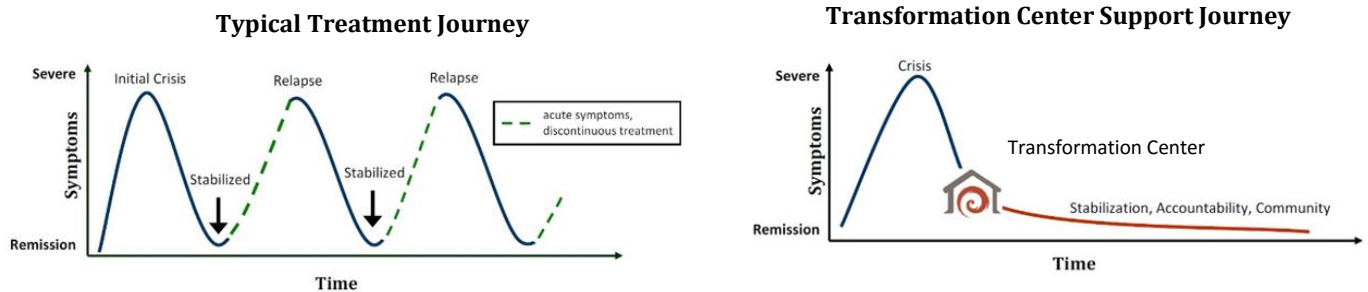 Typical Treatment Journey
Severe
Initial Crisis
Relapse
Relapse
acute symptoms,
discontinuous treatment
Symptoms
Stabilized
Stabilized
Remission
Time
Transformation Center Support Journey
Severe
Crisis
Symptoms
Transformation Center
Stabilization, Accountability, Community
Remission
Time